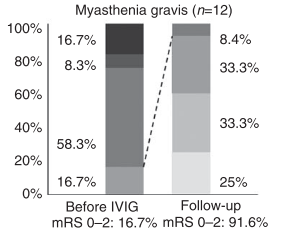 Myasthenia gravis (n=12)
100%
80%
60%
40%
20%
0%
16.7%
8.3%
58.3%
16.7%
8.4%
33.3%
33.3%
25%
Before IVIG
mRS 0–2: 16.7%
Follow-up
mRS 0–2: 91.6%